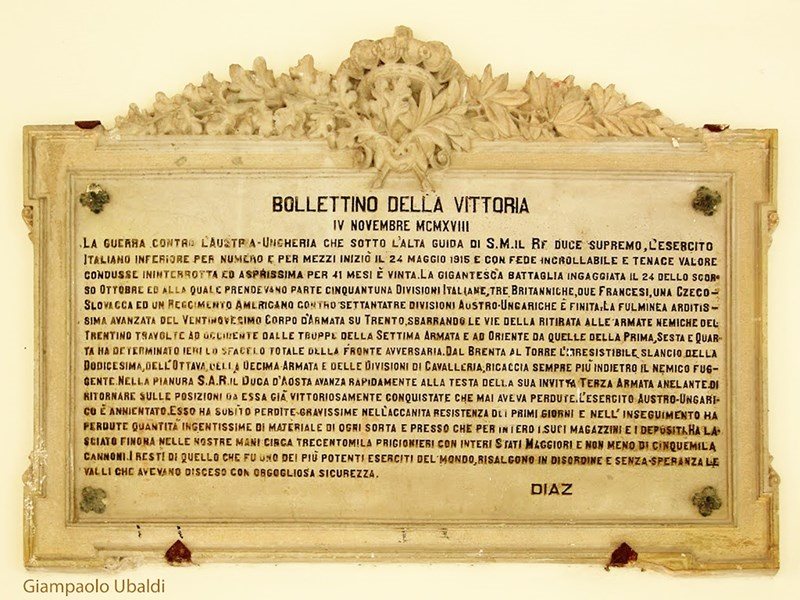 BOLLETTINO DELLA VITTORIA
IV NOVEMBRE MCMXVIII
LA GUERRA CONTRO L'AUSTRIA-UNGHERIA CHE SOTTO L'ALTA GUIDA DI S.M. IL RE DUCE SUPREMO, L'ESERCITO
ITALIANO INFERIORE PER NUMERO E PER MEZZI INIZIÒ IL 24 MAGGIO 1915 E CON FEDE INCROLLABILE E TENACE VALORE
CONDUSSE ININTERROTTA ED ASPRISSIMA PER 41 MESI È VINTA. LA GIGANTESCA BATTAGLIA INGAGGIATA IL 24 DELLO SCOR-
SO OTTOBRE ED ALLA QUALE PRENDEVANO PARTE CINQUANTUNA DIVISIONI ITALIANE, TRE BRITANNICHE, DUE FRANCESI, UNA CZECO-
SLOVACCA ED UN REGGIMENTO AMERICANO CONTRO SETTANTATRE DIVISIONI AUSTRO-UNGARICHE È FINITA. LA FULMINEA ARDITIS-
SIMA AVANZATA DEL VENTINOVESIMO CORPO D'ARMATA SU TRENTO, SBARRANDO LE VIE DELLA RITIRATA ALLE ARMATE NEMICHE DEL
TRENTINO TRAVOLTE AD OCCIDENTE DALLE TRUPPE DELLA SETTIMA ARMATA E AD ORIENTE DA QUELLE DELLA PRIMA, SESTA E QUAR-
TA HA DETERMINATO IERI LO SFACELO TOTALE DELLA FRONTE AVVERSARIA. DAL BRENTA AL TORRE L'IRRESISTIBILE SLANCIO DELLA
DODICESIMA, DELL'OTTAVA, DELLA DECIMA ARMATA E DELLE DIVISIONI DI CAVALLERIA, RICACCIA SEMPRE PIÙ INDIETRO IL NEMICO FUG-
GENTE. NELLA PIANURA S.A.R. IL DUCA D'AOSTA AVANZA RAPIDAMENTE ALLA TESTA DELLA SUA INVITTA TERZA ARMATA ANELANTE DI
RITORNARE SULLE POSIZIONI DA ESSA GIÀ VITTORIOSAMENTE CONQUISTATE CHE MAI AVEVA PERDUTE. L'ESERCITO AUSTRO-UNGARI-
CO È ANNIENTATO. ESSO HA SUBITO PERDITE GRAVISSIME NELL'ACCANITA RESISTENZA DEI PRIMI GIORNI E NELL'INSEGUIMENTO HA
PERDUTE QUANTITÀ INGENTISSIME DI MATERIALE DI OGNI SORTA E PRESSO CHE PER INTERO I SUOI MAGAZZINI E I DEPOSITI. HA LA-
SCIATO FINORA NELLE NOSTRE MANI CIRCA TRECENTOMILA PRIGIONIERI CON INTERI STATI MAGGIORI E NON MENO DI CINQUEMILA
CANNONI. I RESTI DI QUELLO CHE FU UNO DEI PIÙ POTENTI ESERCITI DEL MONDO, RISALGONO IN DISORDINE E SENZA SPERANZA LE
VALLI CHE AVEVANO DISCESO CON ORGOGLIOSA SICUREZZA.
DIAZ
Giampaolo Ubaldi